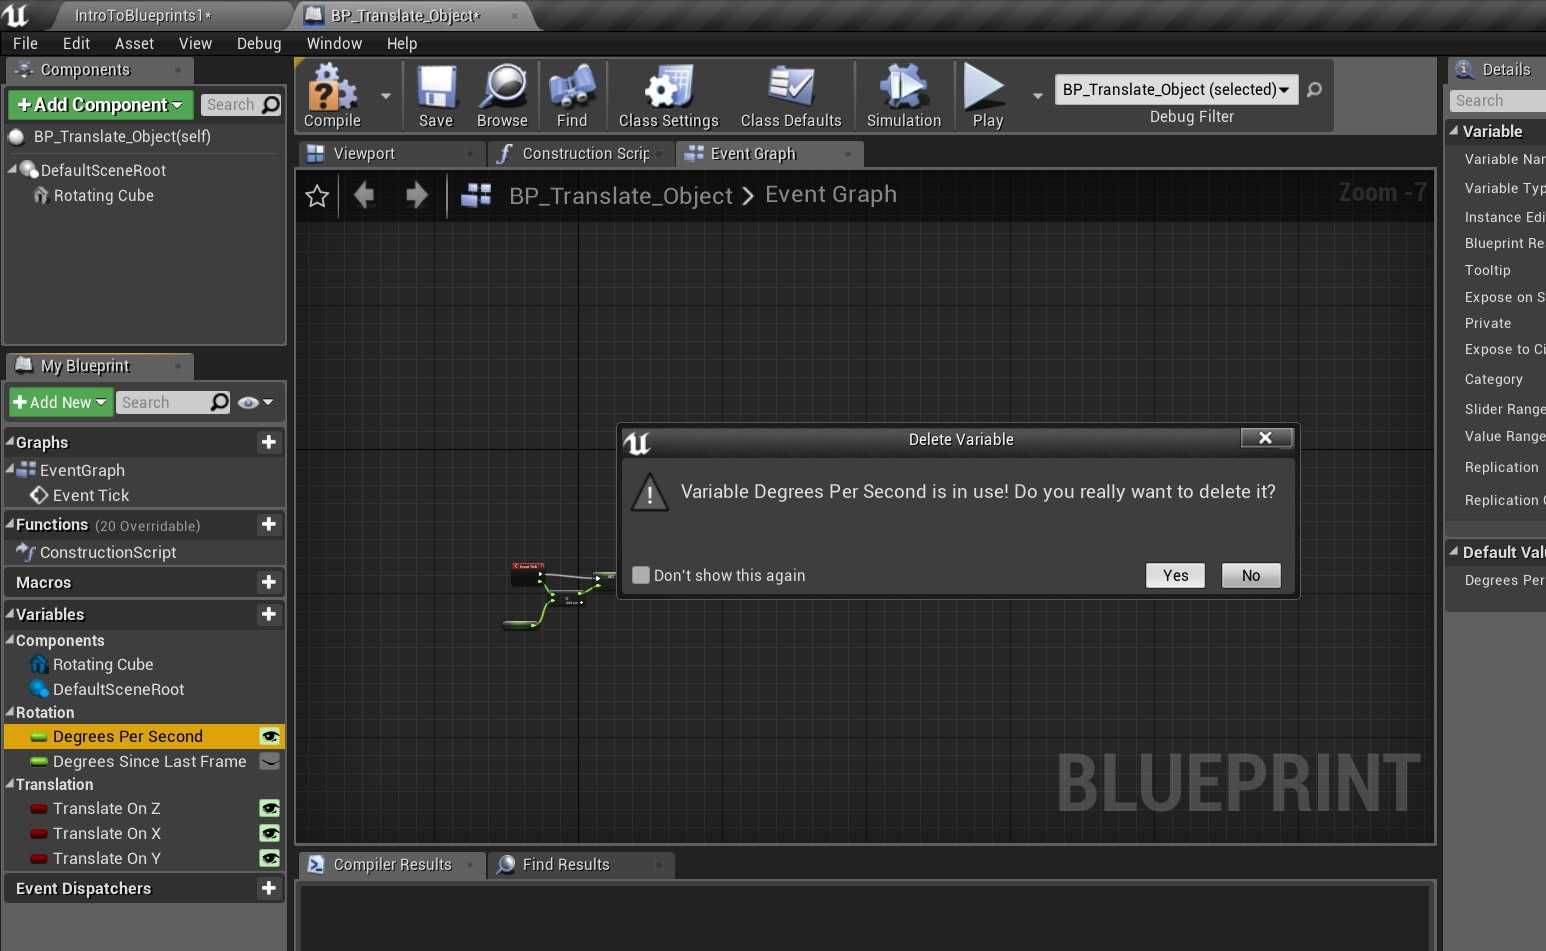 IntroToBlueprints1*
BP_Translate_Object*
File Edit Asset View Debug Window Help
Components
Add Component
Search
BP_Translate_Object(self)
DefaultSceneRoot
Rotating Cube
Compile
Save
Browse
Find
Class Settings
Class Defaults
Simulation
Play
BP_Translate_Object (selected)
Debug Filter
Viewport
Construction Scrip
Event Graph
BP_Translate_Object > Event Graph
Zoom -7
My Blueprint
Add New
Search
Graphs
EventGraph
Event Tick
Functions (20 Overridable)
ConstructionScript
Macros
Variables
Components
Rotating Cube
DefaultSceneRoot
Rotation
Degrees Per Second
Degrees Since Last Frame
Translation
Translate On Z
Translate On X
Translate On Y
Event Dispatchers
Event Tick
Delete Variable
Variable Degrees Per Second is in use! Do you really want to delete it?
Don't show this again
Yes
No
BLUEPRINT
Compiler Results
Find Results
Details
Search
Variable
Variable Nar
Variable Typ
Instance Edi
Blueprint Re
Tooltip
Expose on S
Private
Expose to Ci
Category
Slider Range
Value Range
Replication
Replication
Default Valu
Degrees Per